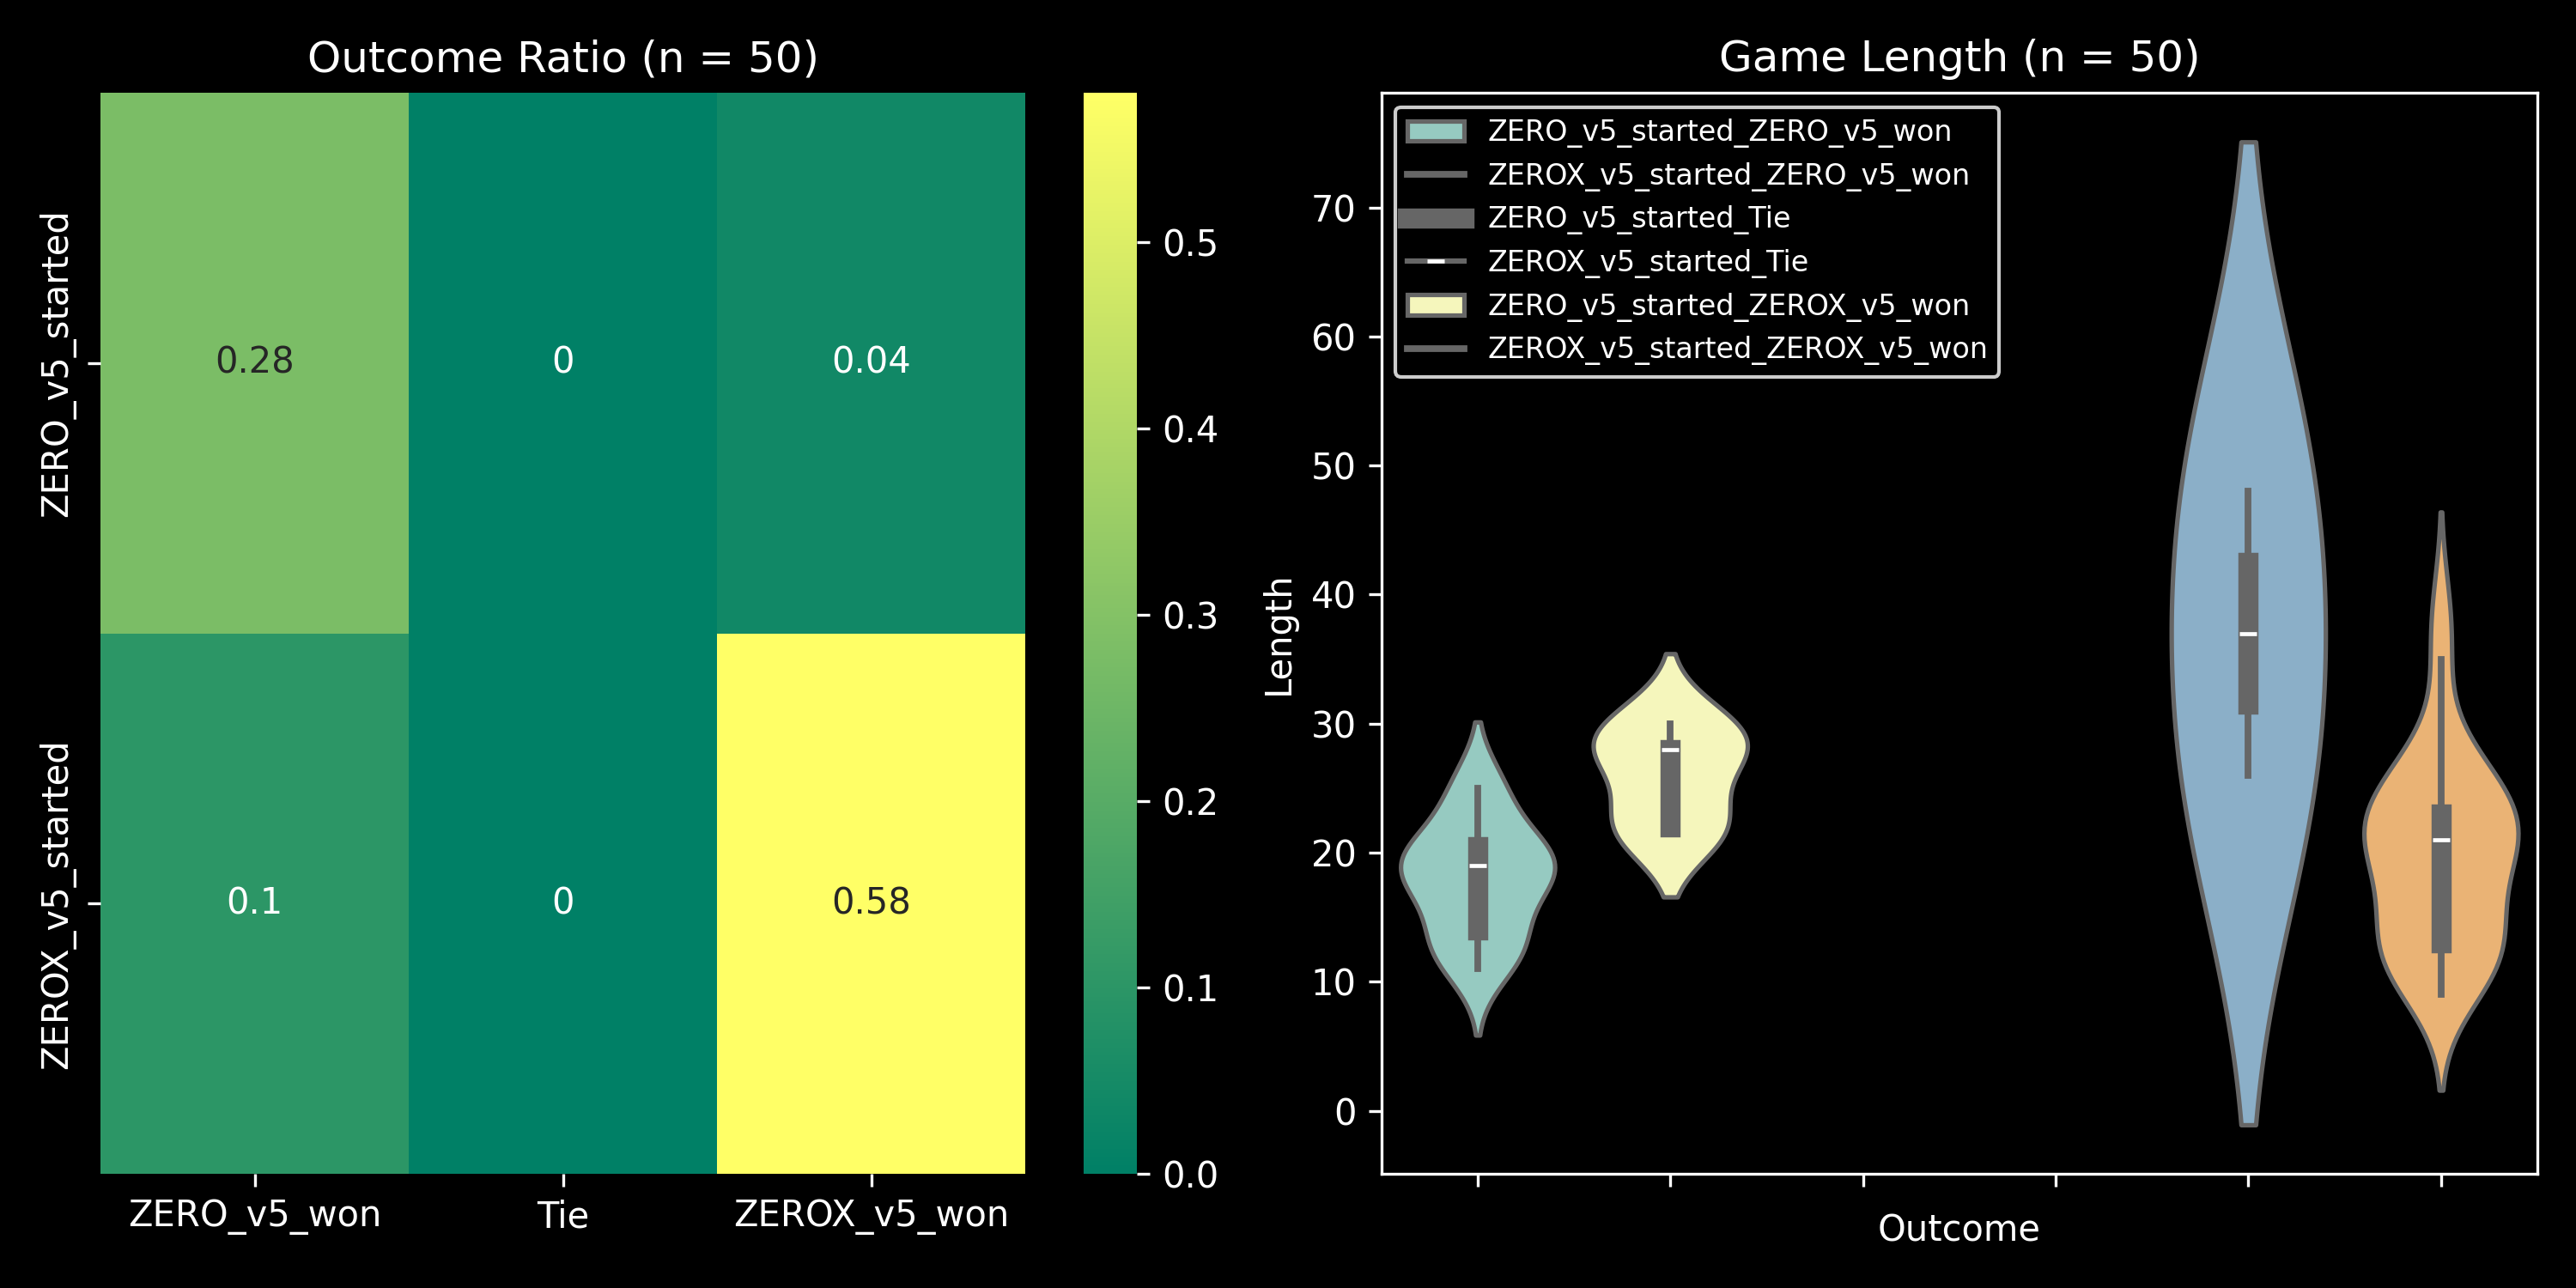 Outcome Ratio (n = 50)
ZERO_v5_started
ZEROX_v5_started
0.28
0
0.04
0.1
0
0.58
ZERO_v5_won
Tie
ZEROX_v5_won
0.5
0.4
0.3
0.2
0.1
0.0
Game Length (n = 50)
ZERO_v5_started_ZERO_v5_won
ZEROX_v5_started_ZERO_v5_won
ZERO_v5_started_Tie
ZEROX_v5_started_Tie
ZERO_v5_started_ZEROX_v5_won
ZEROX_v5_started_ZEROX_v5_won
Length
70
60
50
40
30
20
10
0
Outcome